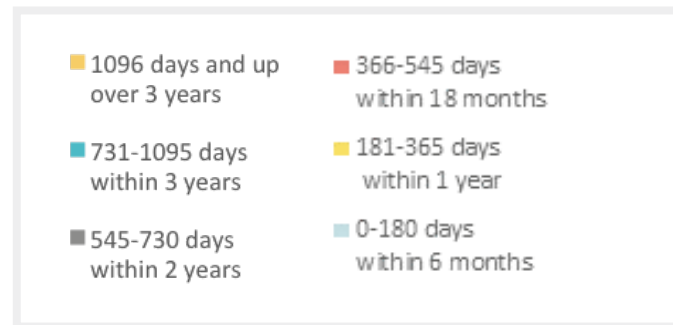 1096 days and up
over 3 years
731-1095 days
within 3 years
545-730 days
within 2 years
366-545 days
within 18 months
181-365 days
within 1 year
0-180 days
within 6 months